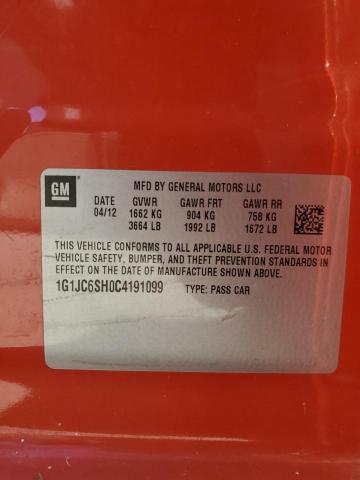 GM
MFD BY GENERAL MOTORS LLC
DATE GVWR GAWR FRT GAWR RR
04/12 1662 KG 904 KG 758 KG
3664 LB 1992 LB 1672 LB
THIS VEHICLE CONFORMS TO ALL APPLICABLE U.S. FEDERAL MOTOR
VEHICLE SAFETY, BUMPER, AND THEFT PREVENTION STANDARDS IN
EFFECT ON THE DATE OF MANUFACTURE SHOWN ABOVE.
1G1JC6SH0C4191099 TYPE: PASS CAR